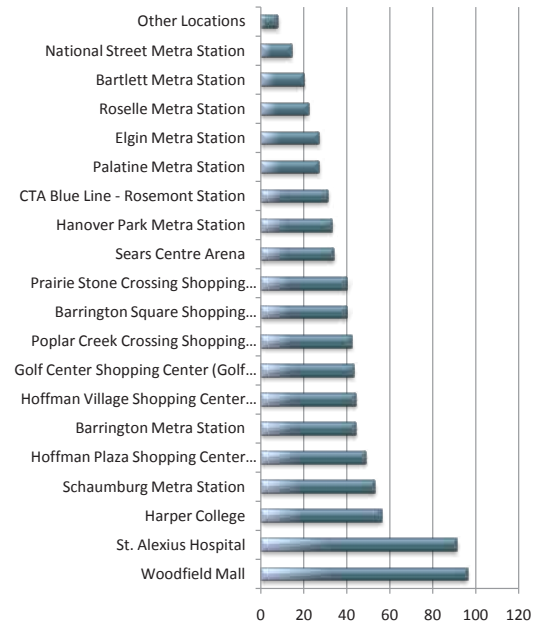 Other Locations
National Street Metra Station
Bartlett Metra Station
Roselle Metra Station
Elgin Metra Station
Palatine Metra Station
CTA Blue Line - Rosemont Station
Hanover Park Metra Station
Sears Centre Arena
Prairie Stone Crossing Shopping...
Barrington Square Shopping...
Poplar Creek Crossing Shopping...
Golf Center Shopping Center (Golf...
Hoffman Village Shopping Center...
Barrington Metra Station
Hoffman Plaza Shopping Center...
Schaumburg Metra Station
Harper College
St. Alexius Hospital
Woodfield Mall
0 20 40 60 80 100 120